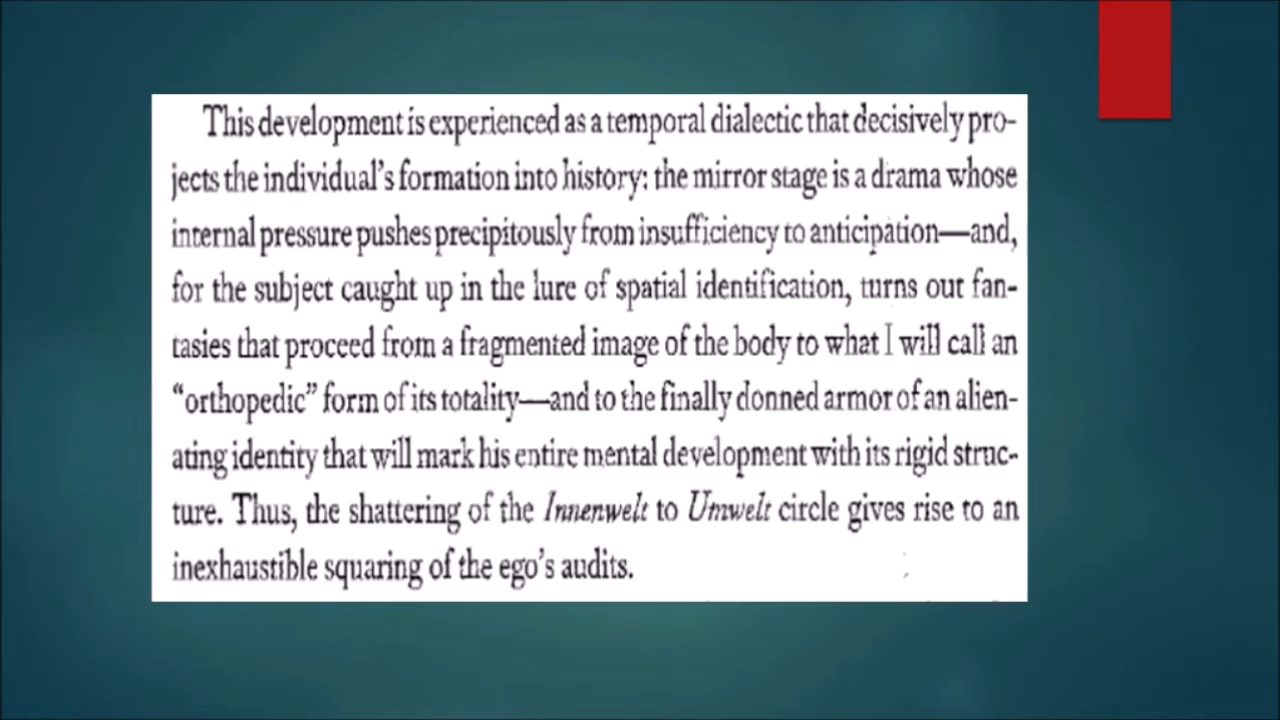 This development is experienced as a temporal dialectic that decisively pro-
jects the individual's formation into history: the mirror stage is a drama whose
internal pressure pushes precipitously from insufficiency to anticipation—and,
for the subject caught up in the lure of spatial identification, turns out fan-
tasies that proceed from a fragmented image of the body to what I will call an
“orthopedic” form of its totality—and to the finally donned armor of an alien-
ating identity that will mark his entire mental development with its rigid struc-
ture. Thus, the shattering of the Innenwelt to Umwelt circle gives rise to an
inexhaustible squaring of the ego's audits.